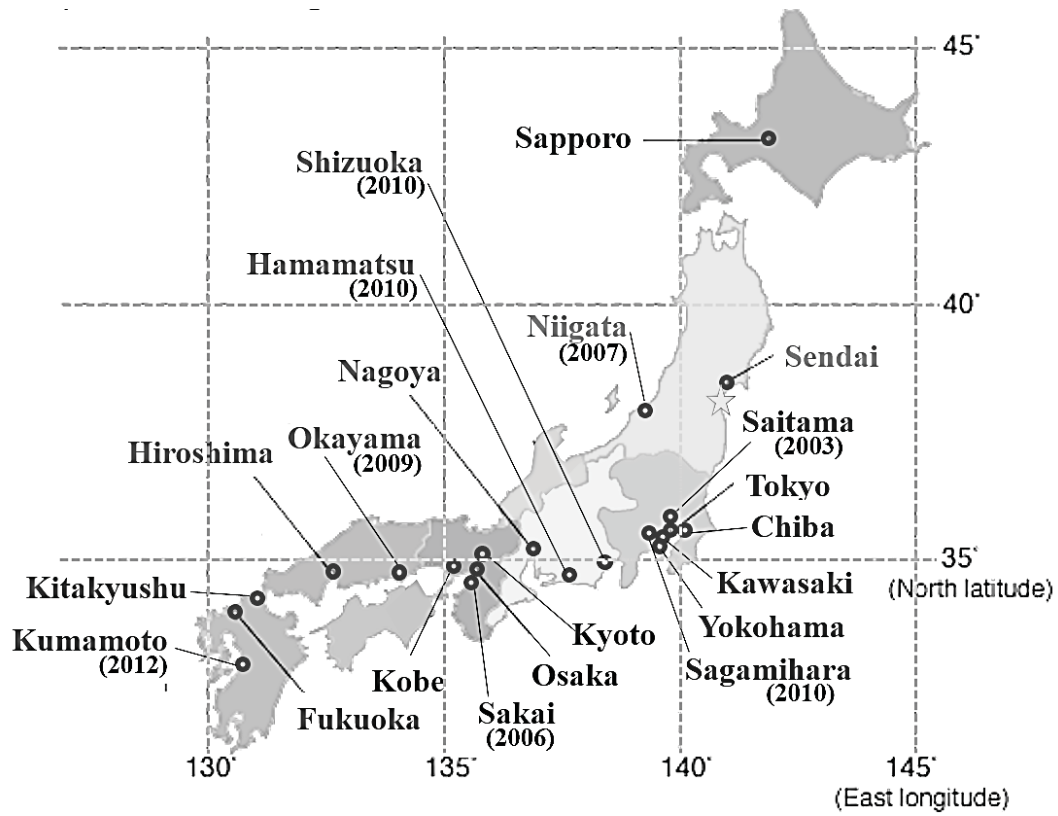 45°
Sapporo
Shizuoka
(2010)
Hamamatsu
(2010)
40°
Niigata
(2007)
Sendai
Nagoya
Saitama
(2003)
Hiroshima
Okayama
(2009)
Tokyo
Chiba
35°
(North latitude)
Kitakyushu
Kawasaki
Kumamoto
(2012)
Kyoto
Yokohama
Kobe
Osaka
Sagamihara
(2010)
Fukuoka
Sakai
(2006)
130°
135°
140°
145°
(East longitude)